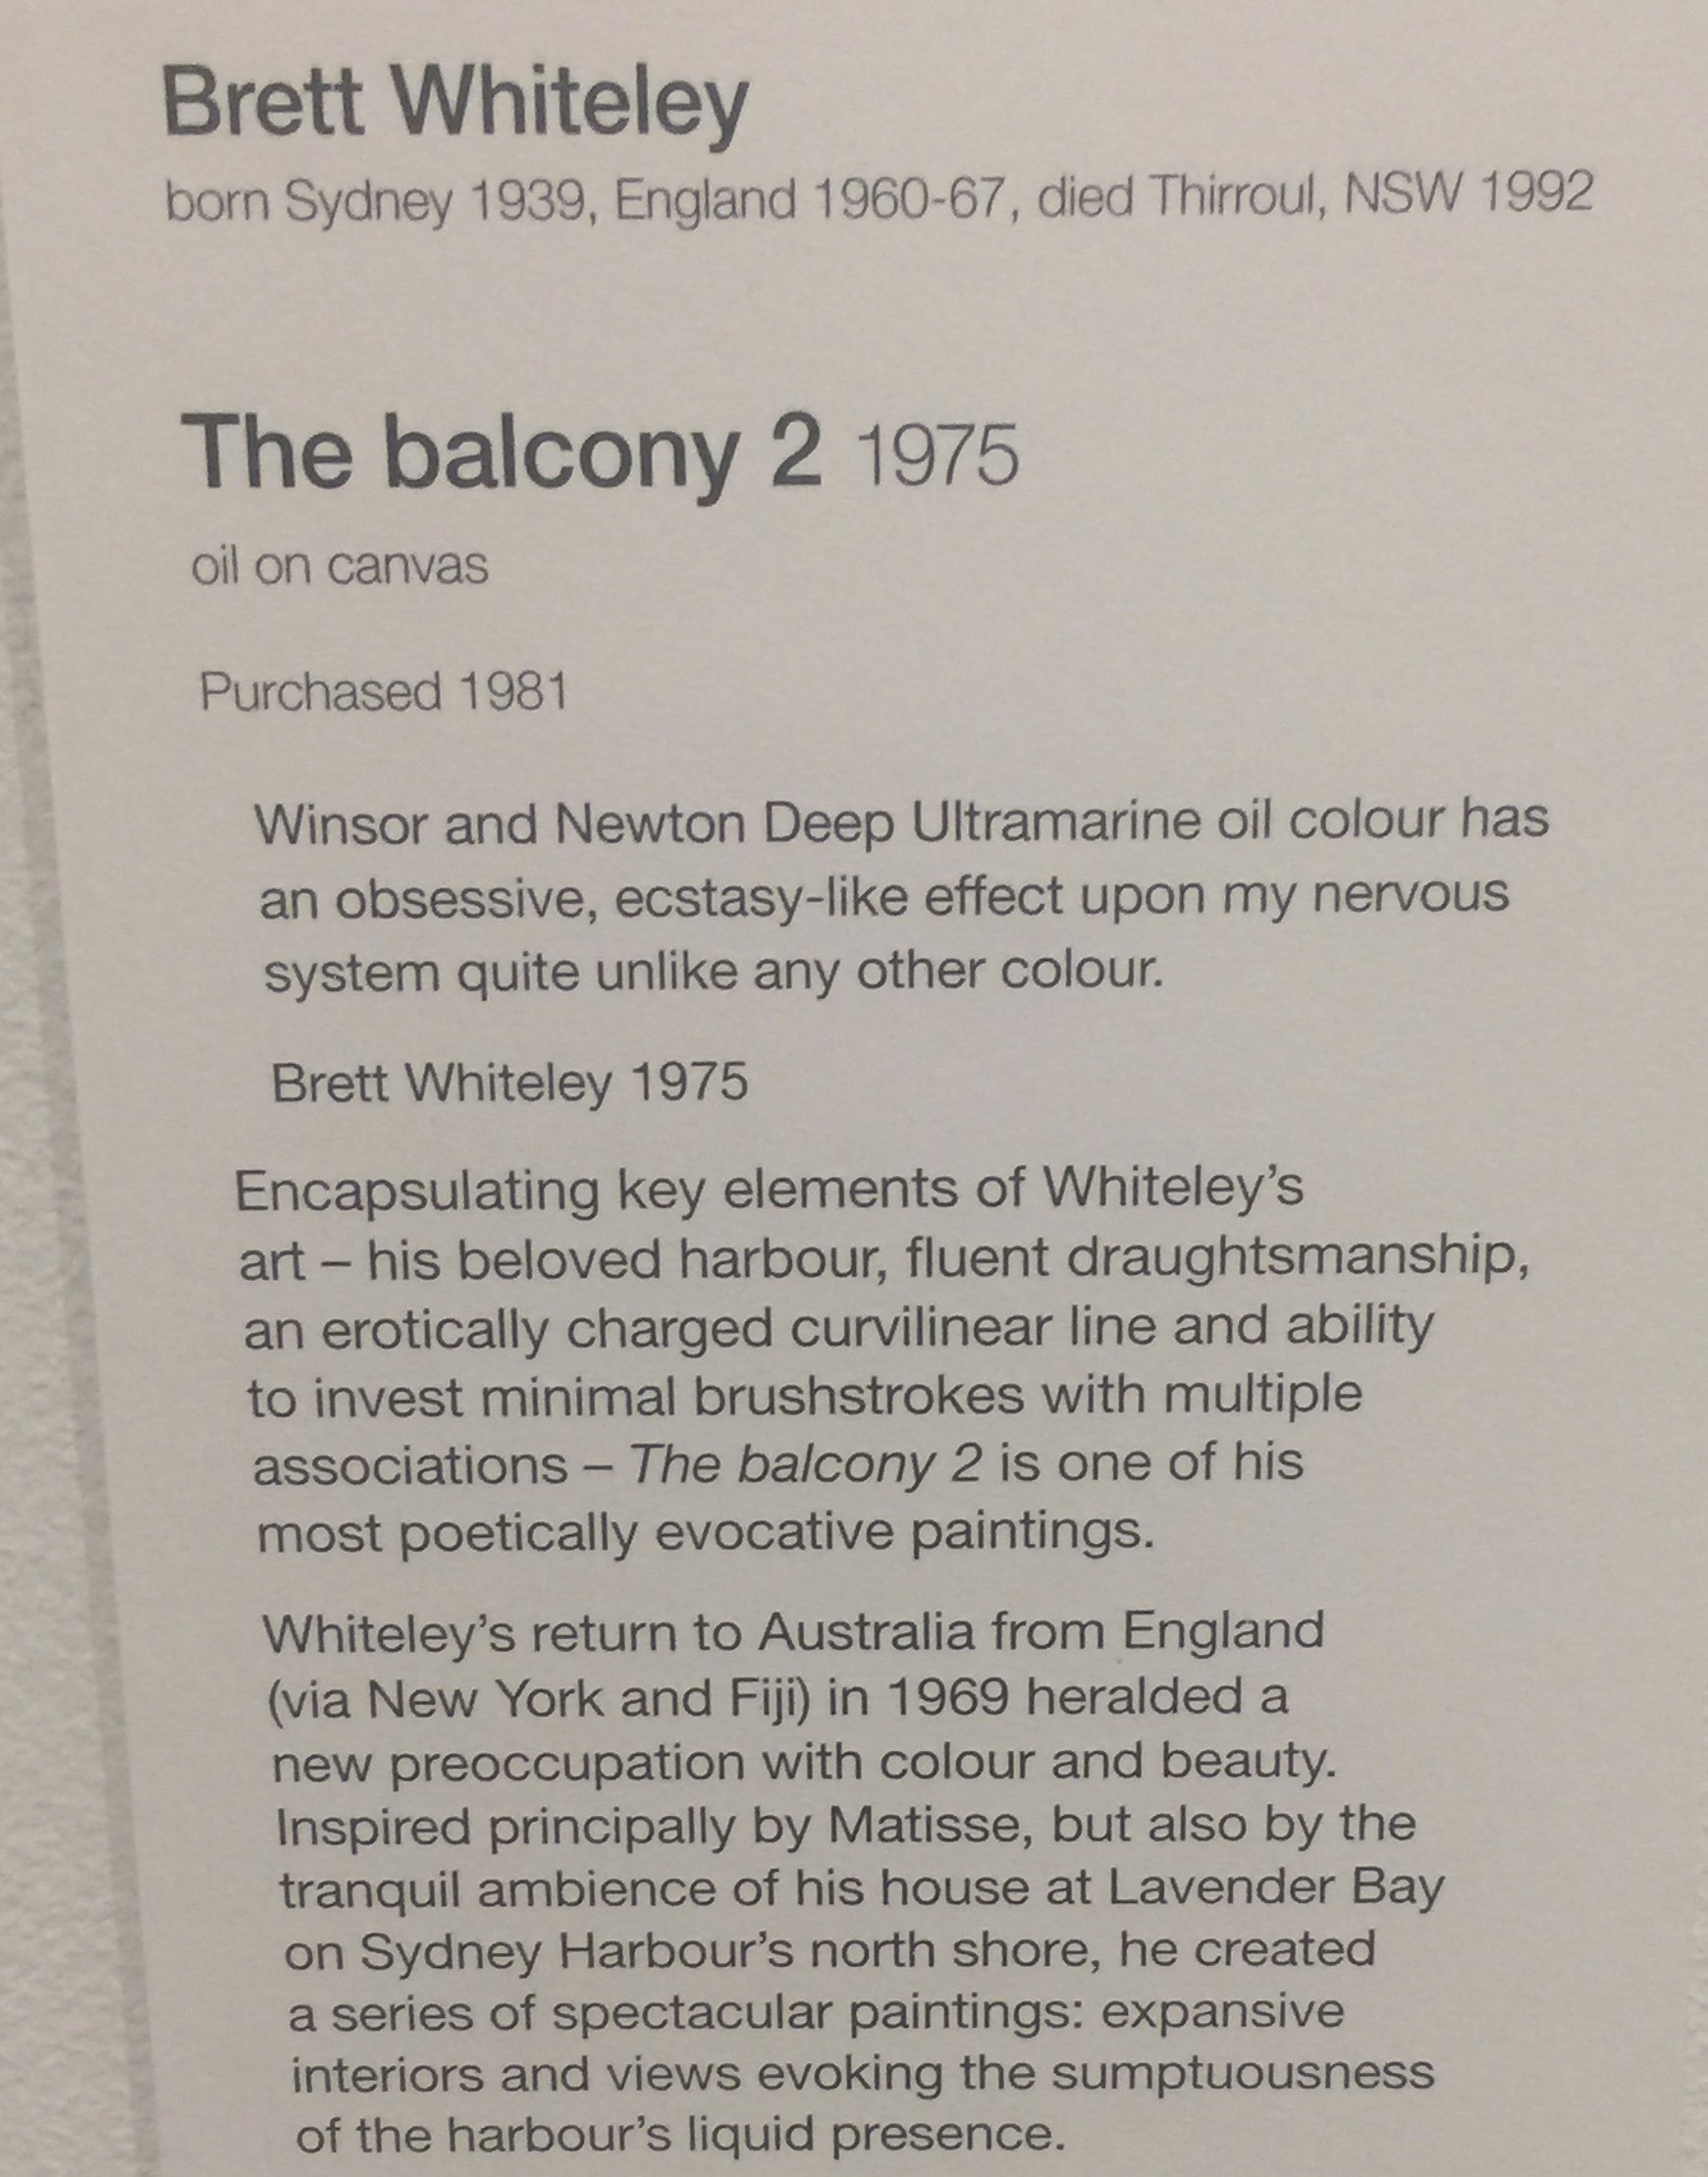 Brett Whiteley
born Sydney 1939, England 1960-67, died Thirroul, NSW 1992
The balcony 2 1975
oil on canvas
Purchased 1981
Winsor and Newton Deep Ultramarine oil colour has
an obsessive, ecstasy-like effect upon my nervous
system quite unlike any other colour.
Brett Whiteley 1975
Encapsulating key elements of Whiteley’s
art – his beloved harbour, fluent draughtsmanship,
an erotically charged curvilinear line and ability
to invest minimal brushstrokes with multiple
associations – The balcony 2 is one of his
most poetically evocative paintings.
Whiteley’s return to Australia from England
(via New York and Fiji) in 1969 heralded a
new preoccupation with colour and beauty.
Inspired principally by Matisse, but also by the
tranquil ambience of his house at Lavender Bay
on Sydney Harbour’s north shore, he created
a series of spectacular paintings: expansive
interiors and views evoking the sumptuousness
of the harbour’s liquid presence.